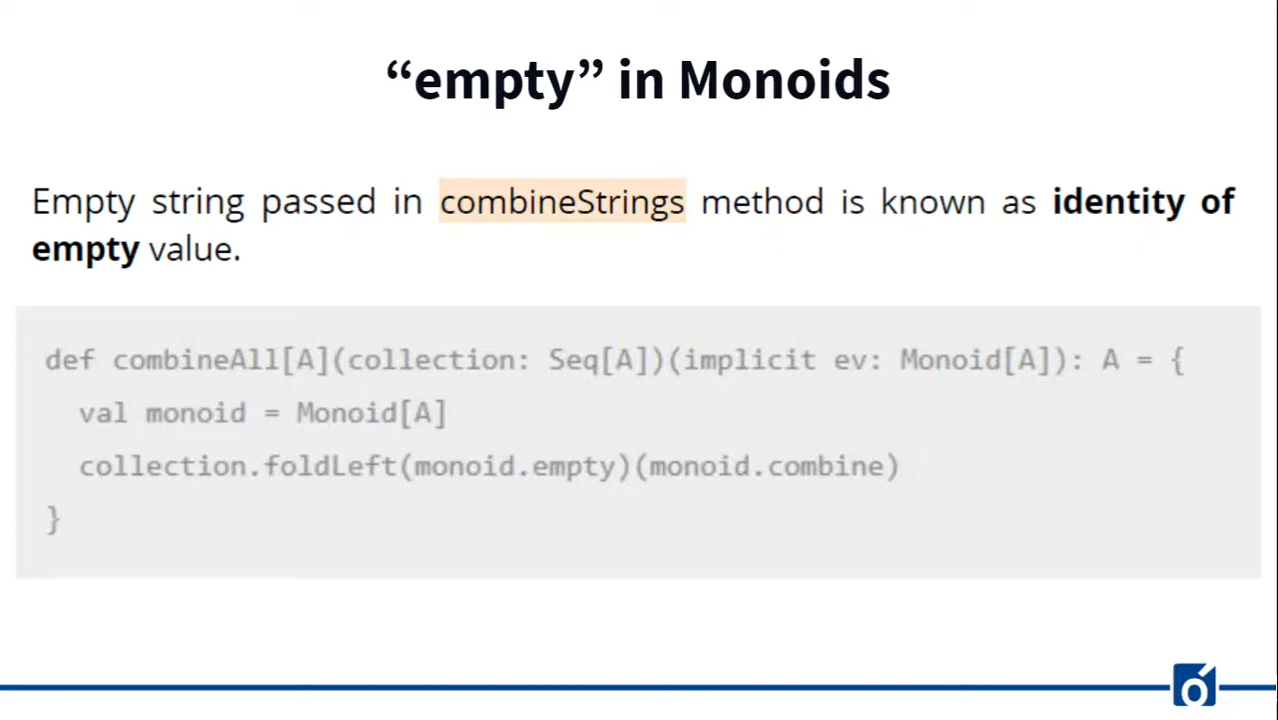 “empty” in Monoids
Empty string passed in combineStrings method is known as identity of
empty value.
def combineAll[A](collection: Seq[A])(implicit ev: Monoid[A]): A = {
  val monoid = Monoid[A]
  collection.foldLeft(monoid.empty)(monoid.combine)
}